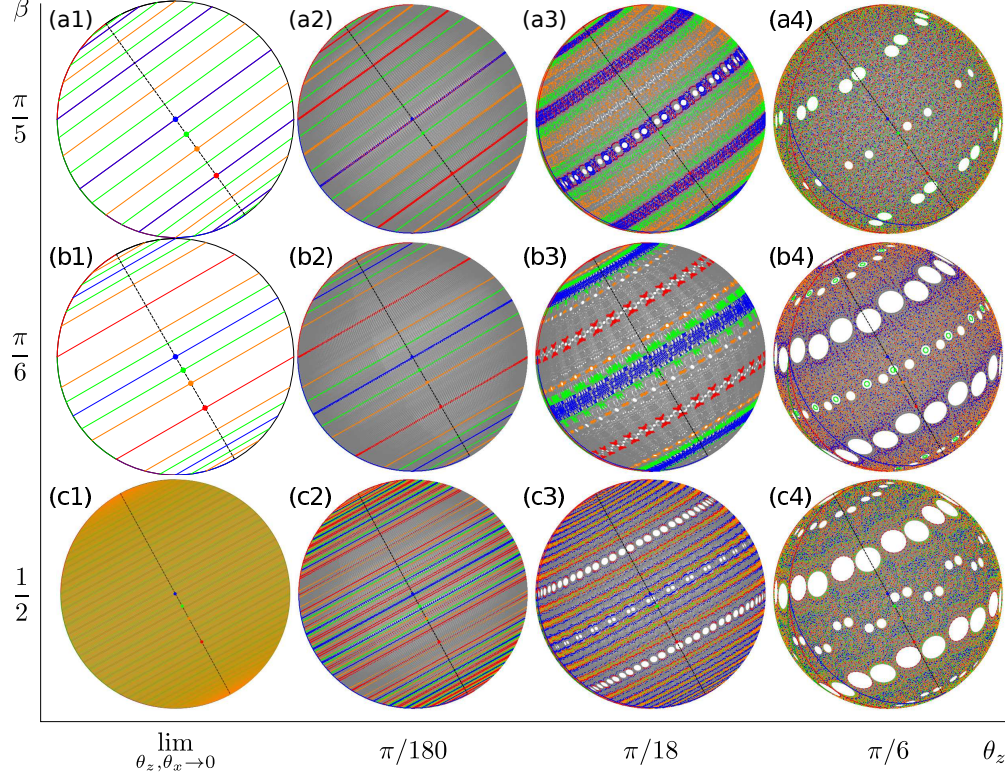 β
(a1) (a2) (a3) (a4)
π/5
(b1) (b2) (b3) (b4)
π/6
(c1) (c2) (c3) (c4)
1/2
lim θz,θx→0 π/180 π/18 π/6 θz